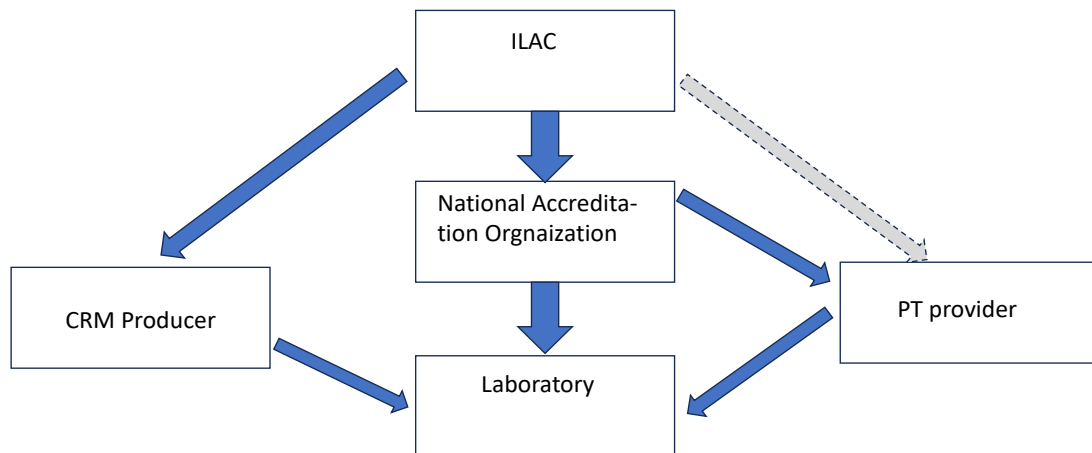 ILAC
National Accredita-
tion Orgnaization
CRM Producer
PT provider
Laboratory